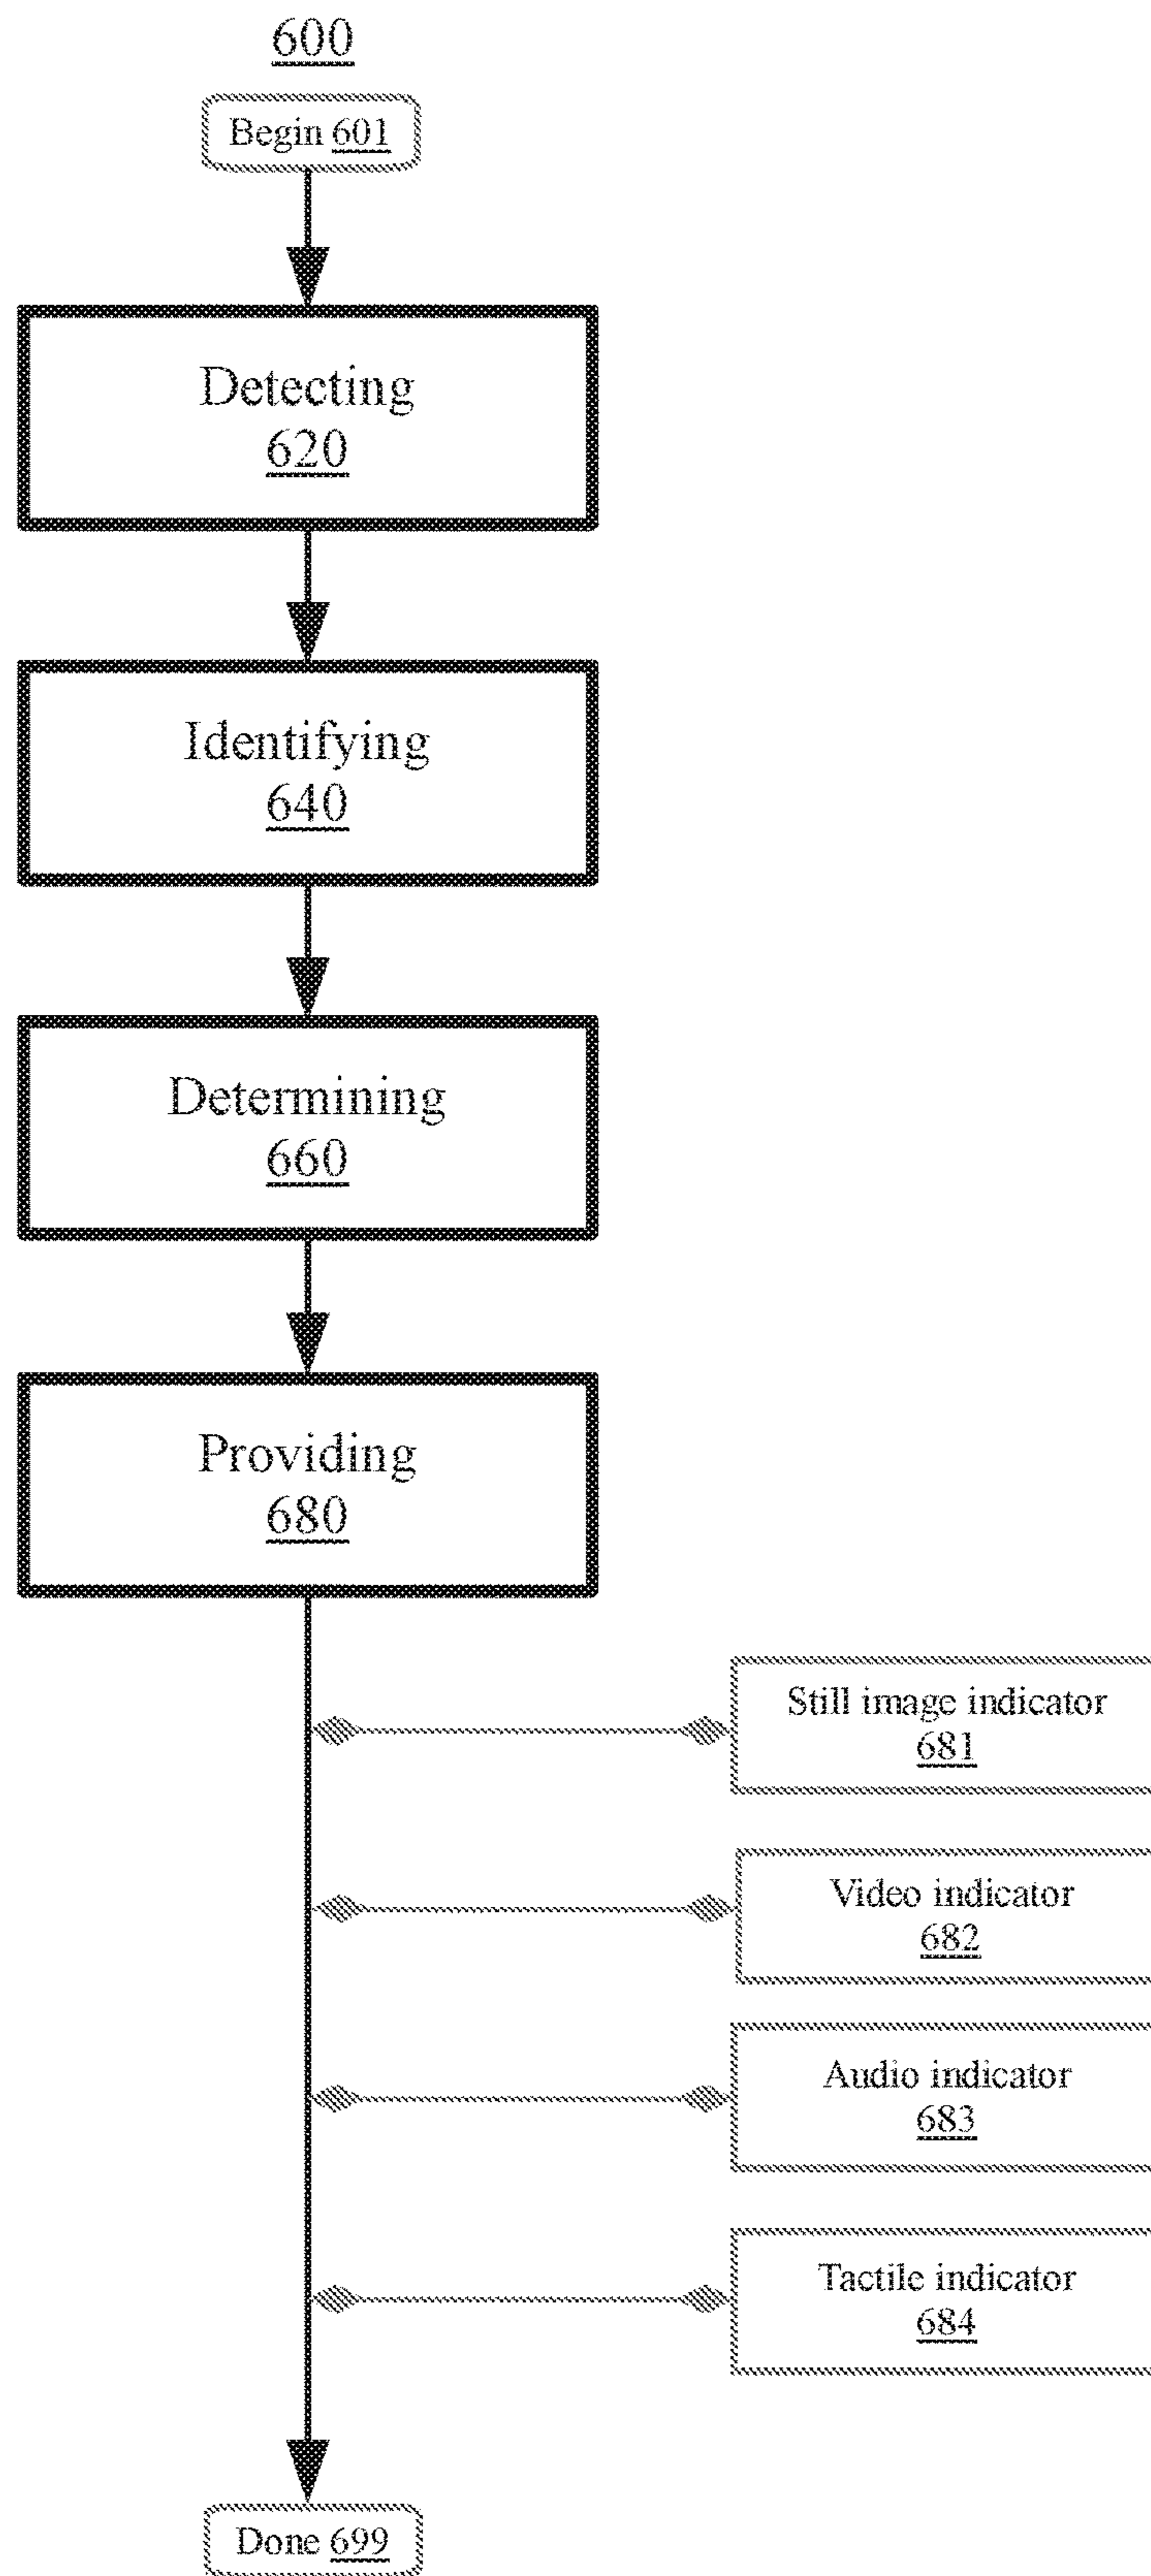 600
Begin 601
Detecting
620
Identifying
640
Determining
660
Providing
680
Still image indicator
681
Video indicator
682
Audio indicator
683
Tactile indicator
684
Done 699